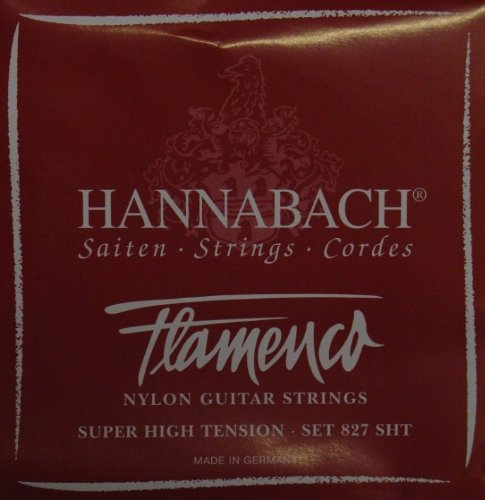 HANNABACH®
Saiten · Strings · Cordes
Flamenco
NYLON GUITAR STRINGS
SUPER HIGH TENSION · SET 827 SHT
MADE IN GERMANY